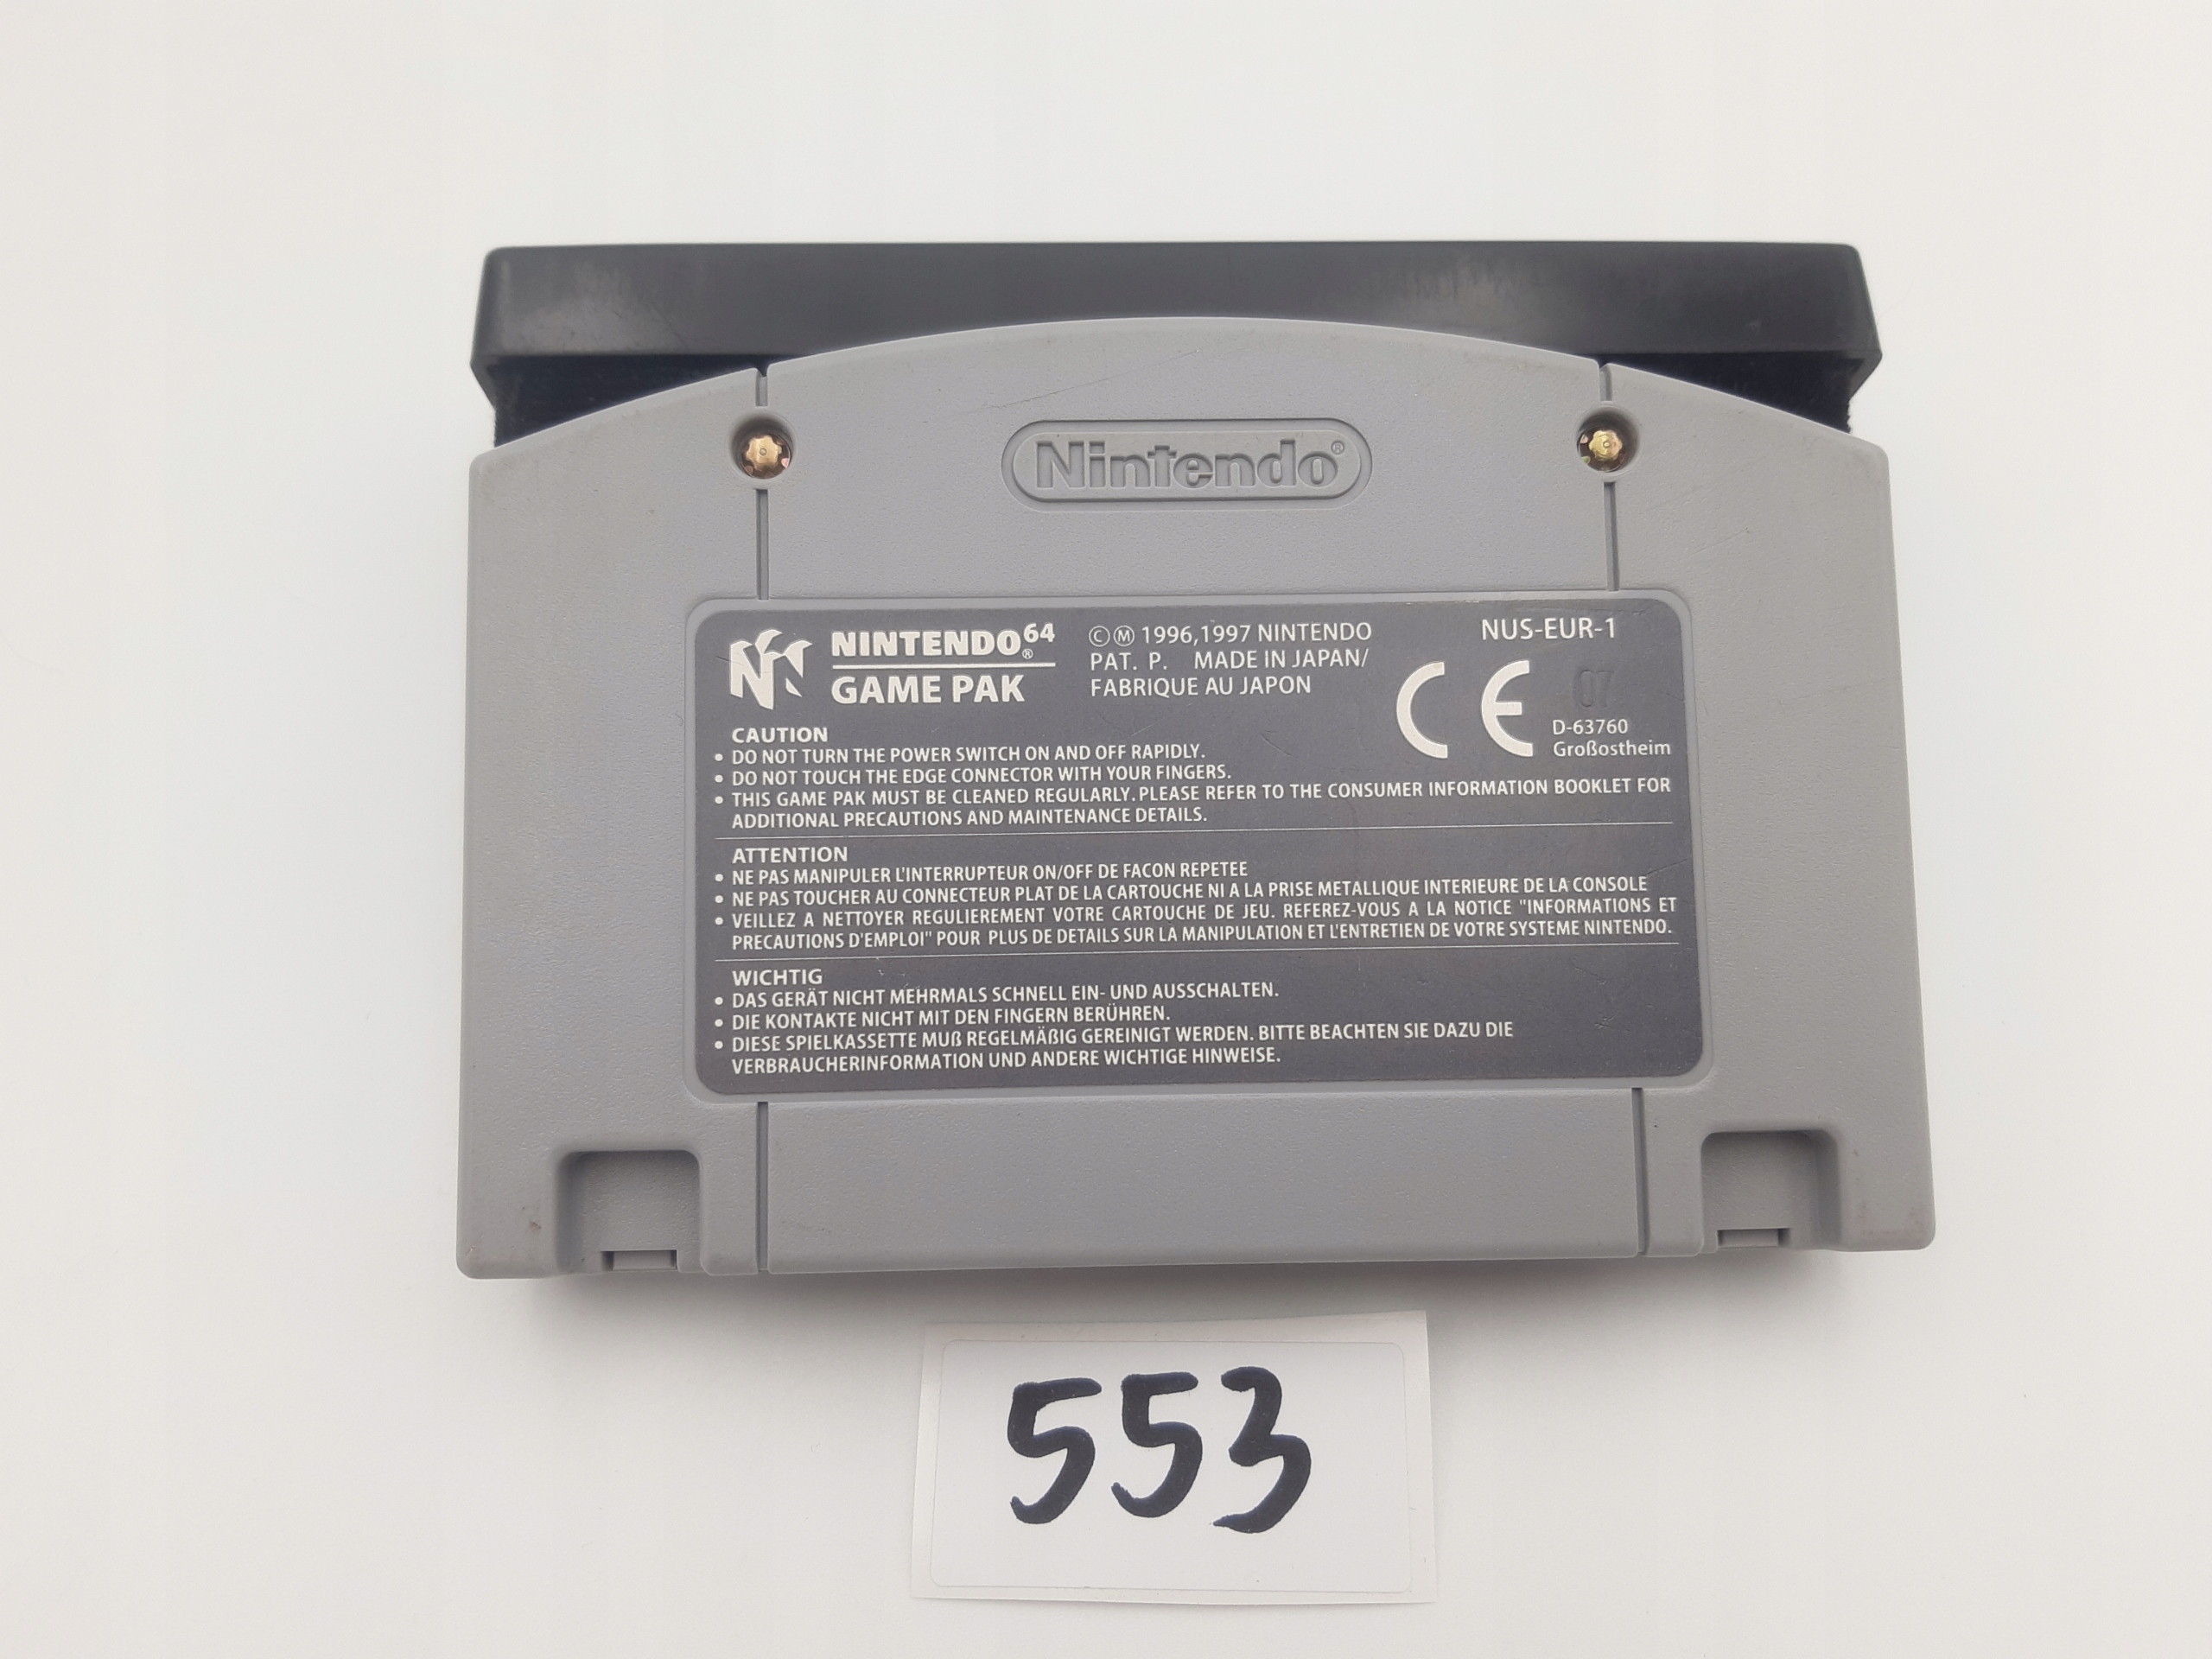 Nintendo®
NINTENDO64®
GAME PAK
ⒸⓂ 1996,1997 NINTENDO
PAT. P. MADE IN JAPAN/
FABRIQUE AU JAPON
NUS-EUR-1
CE
07
D-63760
Großostheim
CAUTION
• DO NOT TURN THE POWER SWITCH ON AND OFF RAPIDLY.
• DO NOT TOUCH THE EDGE CONNECTOR WITH YOUR FINGERS.
• THIS GAME PAK MUST BE CLEANED REGULARLY. PLEASE REFER TO THE CONSUMER INFORMATION BOOKLET FOR
ADDITIONAL PRECAUTIONS AND MAINTENANCE DETAILS.
ATTENTION
• NE PAS MANIPULER L'INTERRUPTEUR ON/OFF DE FACON REPETEE
• NE PAS TOUCHER AU CONNECTEUR PLAT DE LA CARTOUCHE NI A LA PRISE METALLIQUE INTERIEURE DE LA CONSOLE
• VEILLEZ A NETTOYER REGULIEREMENT VOTRE CARTOUCHE DE JEU. REFEREZ-VOUS A LA NOTICE "INFORMATIONS ET
PRECAUTIONS D'EMPLOI" POUR PLUS DE DETAILS SUR LA MANIPULATION ET L'ENTRETIEN DE VOTRE SYSTEME NINTENDO.
WICHTIG
• DAS GERÄT NICHT MEHRMALS SCHNELL EIN- UND AUSSCHALTEN.
• DIE KONTAKTE NICHT MIT DEN FINGERN BERÜHREN.
• DIESE SPIELKASSETTE MUß REGELMÄßIG GEREINIGT WERDEN. BITTE BEACHTEN SIE DAZU DIE
VERBRAUCHERINFORMATION UND ANDERE WICHTIGE HINWEISE.
553